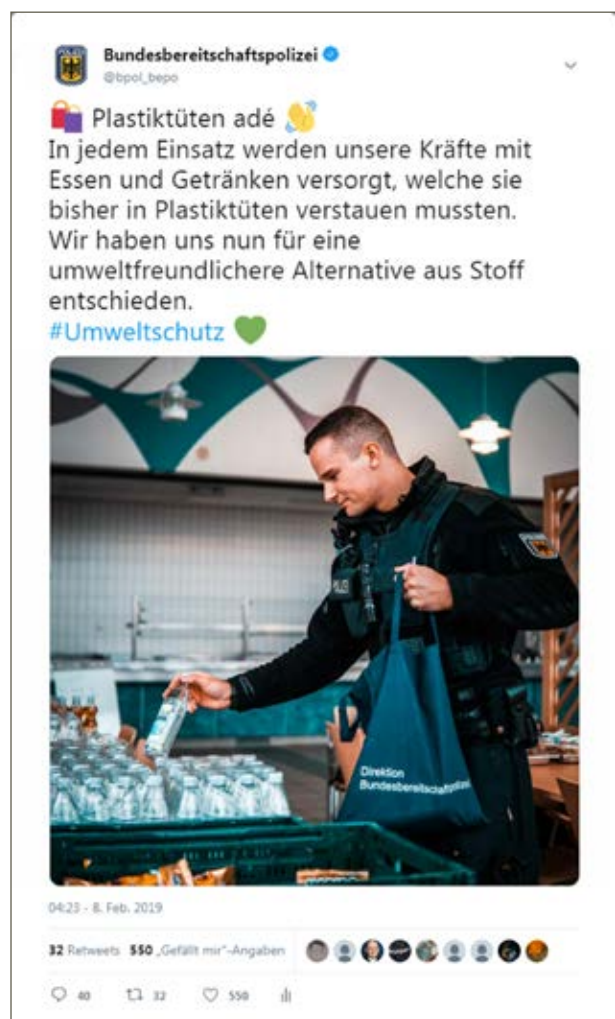 Bundesbereitschaftspolizei
@bpol_bepo
🛍️ Plastiktüten adé 👋
In jedem Einsatz werden unsere Kräfte mit
Essen und Getränken versorgt, welche sie
bisher in Plastiktüten verstauen mussten.
Wir haben uns nun für eine
umweltfreundlichere Alternative aus Stoff
entschieden.
#Umweltschutz 💚
POLIZEI
Direktion
Bundesbereitschaftspolizei
04:23 - 8. Feb. 2019
32 Retweets 550 „Gefällt mir“-Angaben
40 32 550